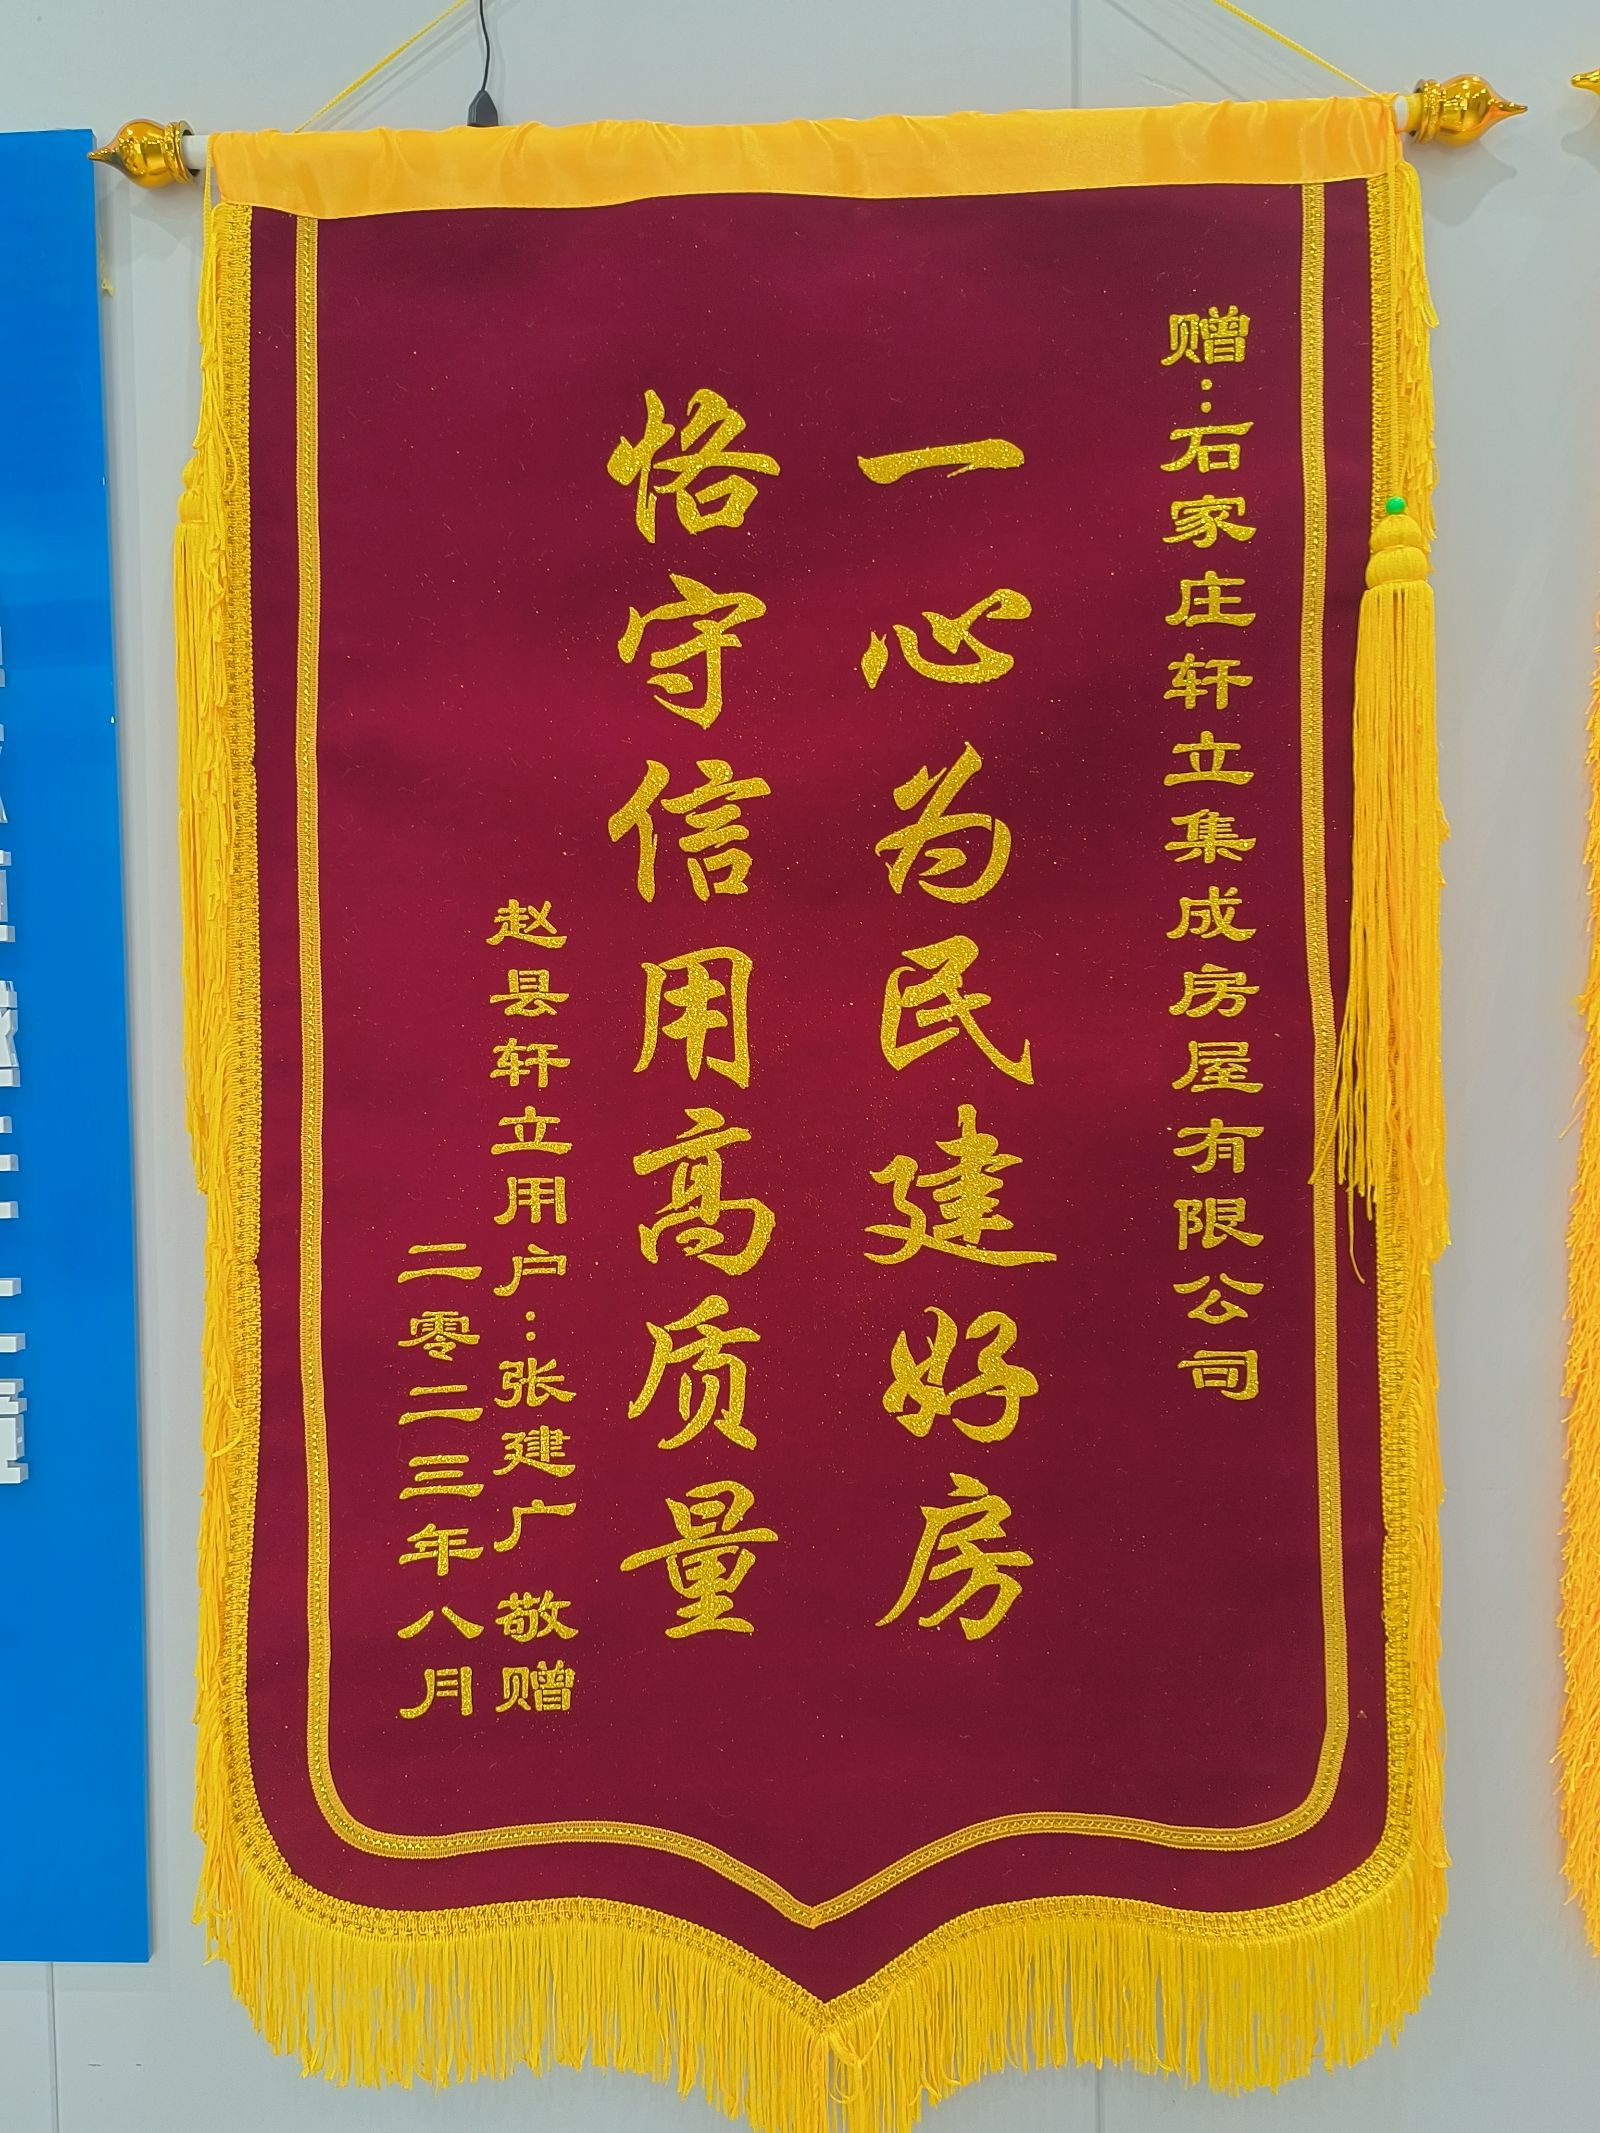 赠：石家庄轩立集成房屋有限公司
一心为民建好房
恪守信用高质量
赵县轩立用户：张建广 敬赠
二零二三年八月